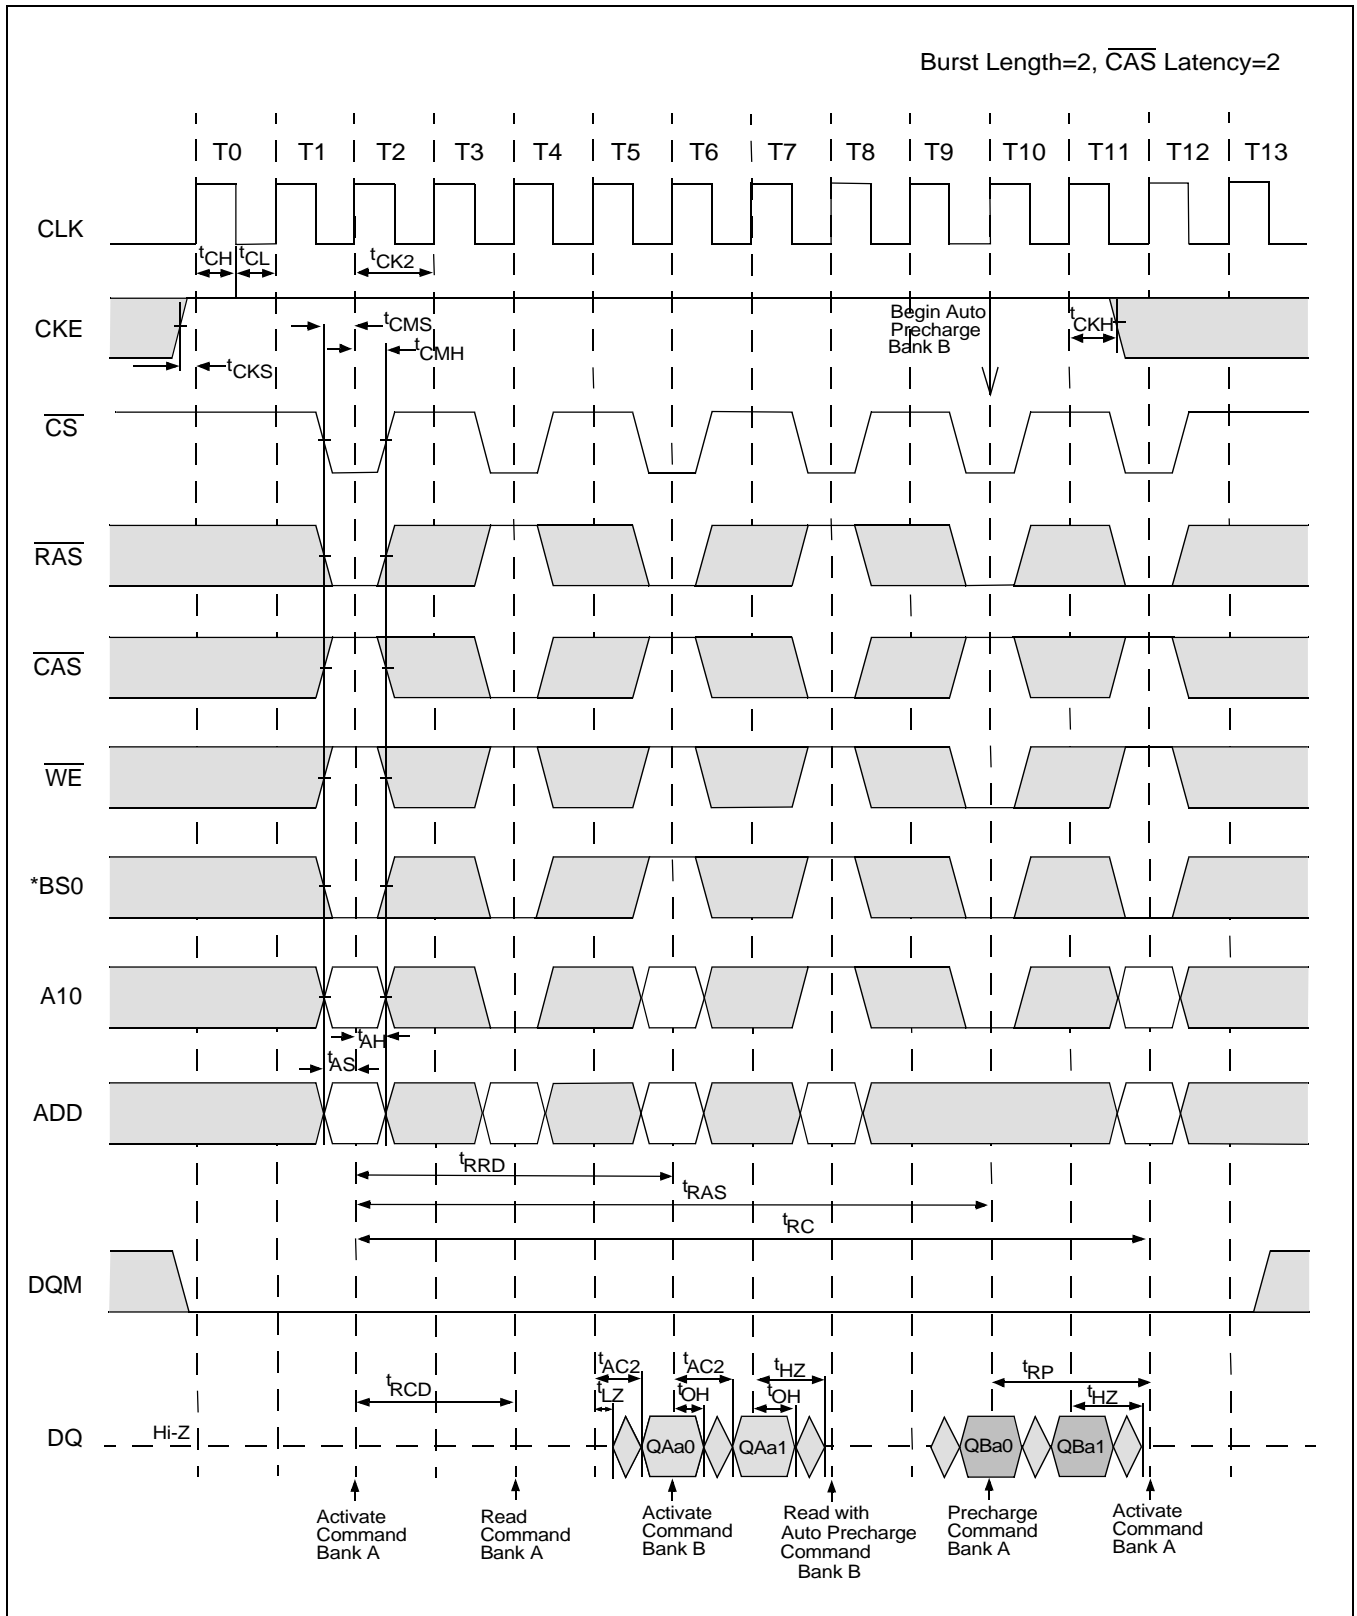 Burst Length=2, CAS Latency=2
T0 T1 T2 T3 T4 T5 T6 T7 T8 T9 T10 T11 T12 T13
CLK
tCH tCL tCK2
CKE
tCMS
tCMH
tCKS
Begin Auto
Precharge
Bank B
tCKH
CS
RAS
CAS
WE
*BS0
A10
tAH
tAS
ADD
tRRD
tRAS
tRC
DQM
tRCD
tAC2 tAC2 tHZ
tLZ tOH tOH
tRP
tHZ
DQ
Hi-Z
QAa0 QAa1 QBa0 QBa1
Activate
Command
Bank A
Read
Command
Bank A
Activate
Command
Bank B
Read with
Auto Precharge
Command
Bank B
Precharge
Command
Bank A
Activate
Command
Bank A